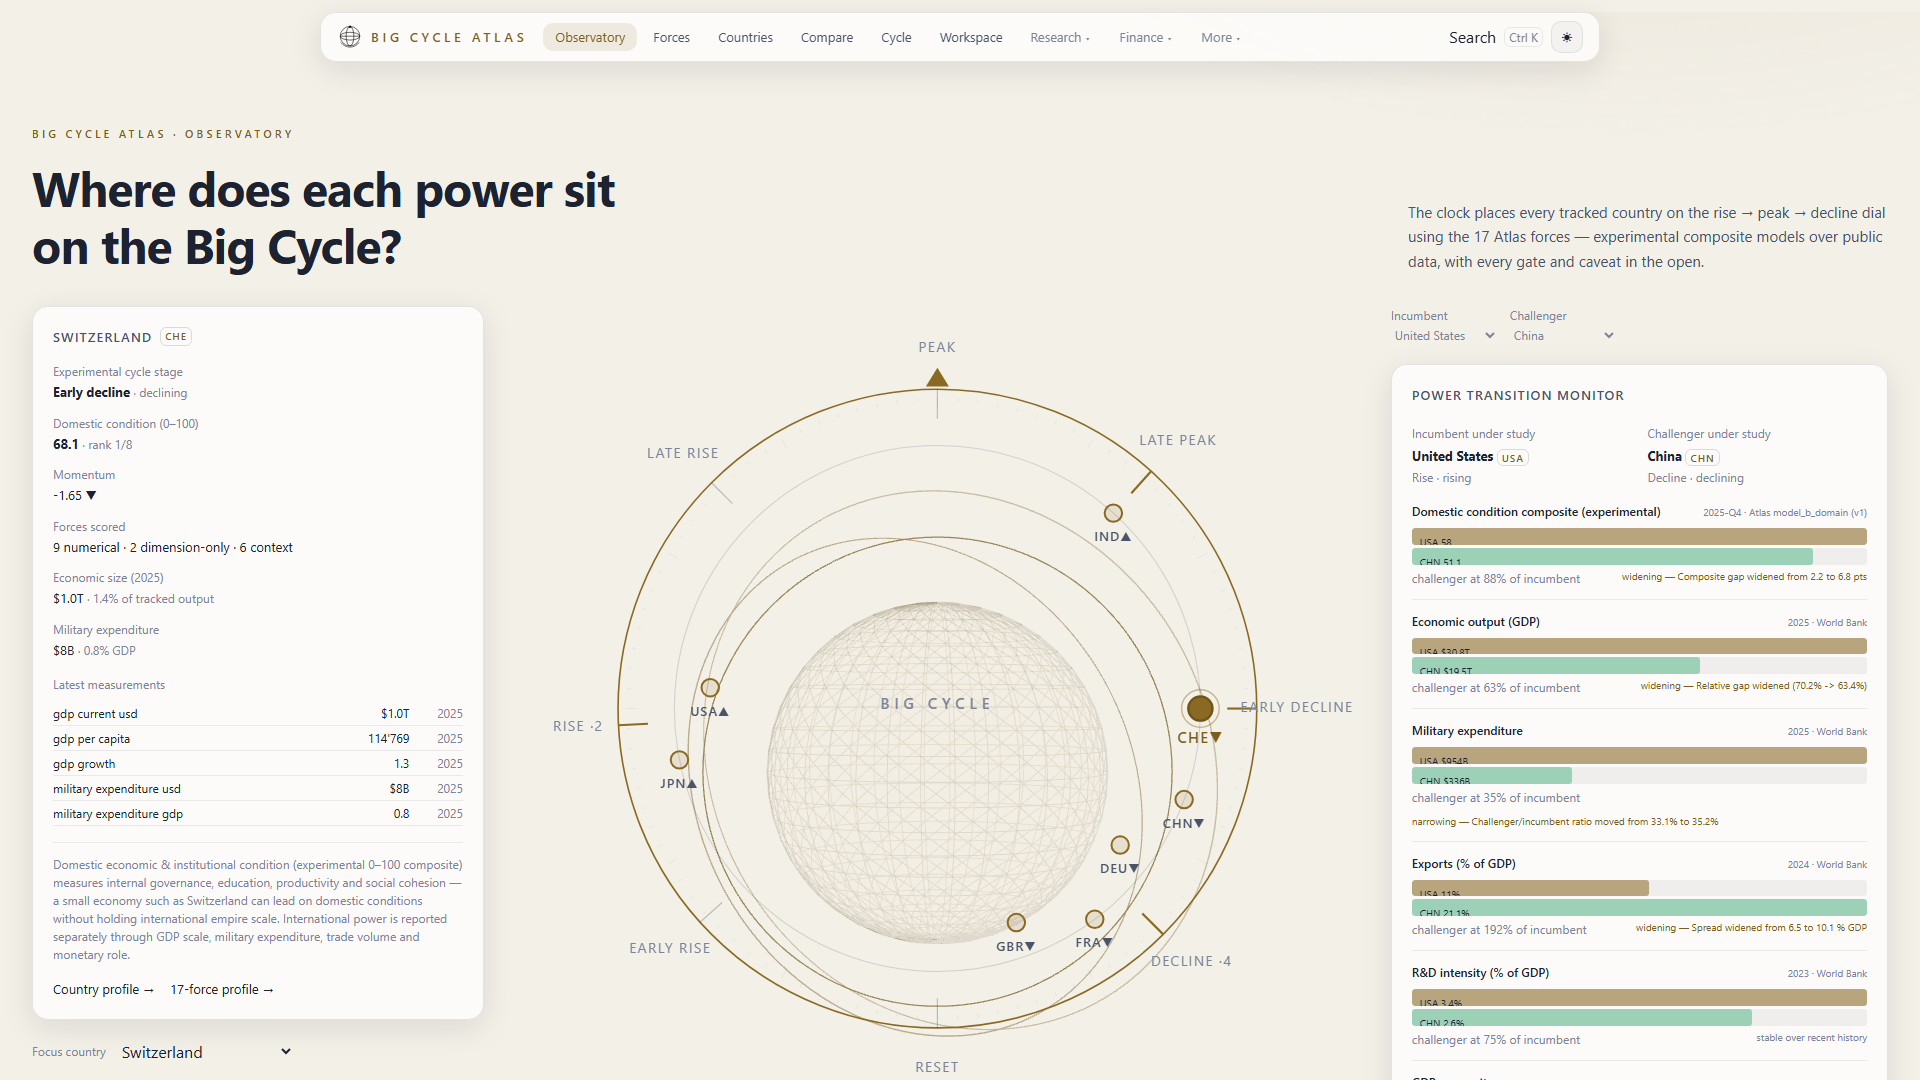 BIG CYCLE ATLAS Observatory Forces Countries Compare Cycle Workspace Research Finance More Search Ctrl K
BIG CYCLE ATLAS · OBSERVATORY
Where does each power sit
on the Big Cycle?
The clock places every tracked country on the rise → peak → decline dial
using the 17 Atlas forces — experimental composite models over public
data, with every gate and caveat in the open.
SWITZERLAND CHE
Experimental cycle stage
Early decline · declining
Domestic condition (0–100)
68.1 · rank 1/8
Momentum
-1.65 ▼
Forces scored
9 numerical · 2 dimension-only · 6 context
Economic size (2025)
$1.0T · 1.4% of tracked output
Military expenditure
$8B · 0.8% GDP
Latest measurements
gdp current usd $1.0T 2025
gdp per capita 114'769 2025
gdp growth 1.3 2025
military expenditure usd $8B 2025
military expenditure gdp 0.8 2025
Domestic economic & institutional condition (experimental 0–100 composite)
measures internal governance, education, productivity and social cohesion —
a small economy such as Switzerland can lead on domestic conditions
without holding international empire scale. International power is reported
separately through GDP scale, military expenditure, trade volume and
monetary role.
Country profile → 17-force profile →
Focus country Switzerland
PEAK
LATE RISE
LATE PEAK
IND▲
BIG CYCLE
USA▲
RISE ·2
EARLY DECLINE
CHE▼
JPN▲
CHN▼
DEU▼
GBR▼
FRA▼
EARLY RISE
DECLINE ·4
RESET
Incumbent Challenger
United States China
POWER TRANSITION MONITOR
Incumbent under study Challenger under study
United States USA China CHN
Rise · rising Decline · declining
Domestic condition composite (experimental) 2025-Q4 · Atlas model_b_domain (v1)
USA 58
CHN 51.1
challenger at 88% of incumbent widening — Composite gap widened from 2.2 to 6.8 pts
Economic output (GDP) 2025 · World Bank
USA $30.8T
CHN $19.5T
challenger at 63% of incumbent widening — Relative gap widened (70.2% -> 63.4%)
Military expenditure 2025 · World Bank
USA $954B
CHN $336B
challenger at 35% of incumbent
narrowing — Challenger/incumbent ratio moved from 33.1% to 35.2%
Exports (% of GDP) 2024 · World Bank
USA 11%
CHN 21.1%
challenger at 192% of incumbent widening — Spread widened from 6.5 to 10.1 % GDP
R&D intensity (% of GDP) 2023 · World Bank
USA 3.4%
CHN 2.6%
challenger at 75% of incumbent stable over recent history